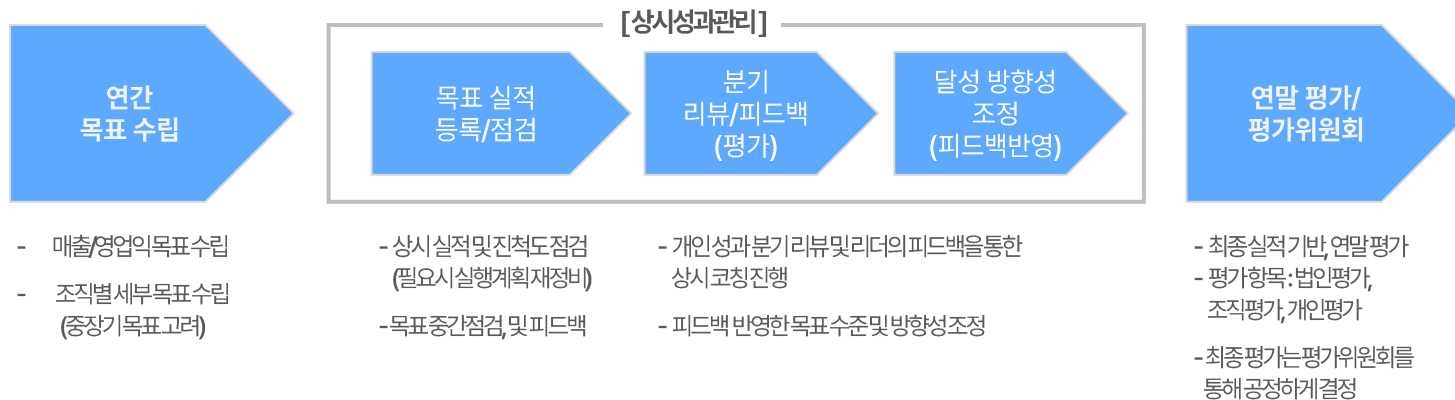 [상시성과관리]
연간
목표 수립
목표 실적
등록/점검
분기
리뷰/피드백
(평가)
달성 방향성
조정
(피드백반영)
연말 평가/
평가위원회
- 매출/영업익 목표 수립
- 조직별 세부 목표 수립
(중장기 목표 고려)
- 상시 실적 및 진척도 점검
(필요시 실행계획 재정비)
- 목표 중간점검, 및 피드백
- 개인 성과 분기 리뷰 및 리더의 피드백을 통한
상시 코칭 진행
- 피드백 반영한 목표 수준 및 방향성 조정
- 최종 실적 기반, 연말 평가
- 평가 항목 : 법인평가,
조직평가, 개인평가
- 최종 평가는 평가위원회를
통해 공정하게 결정